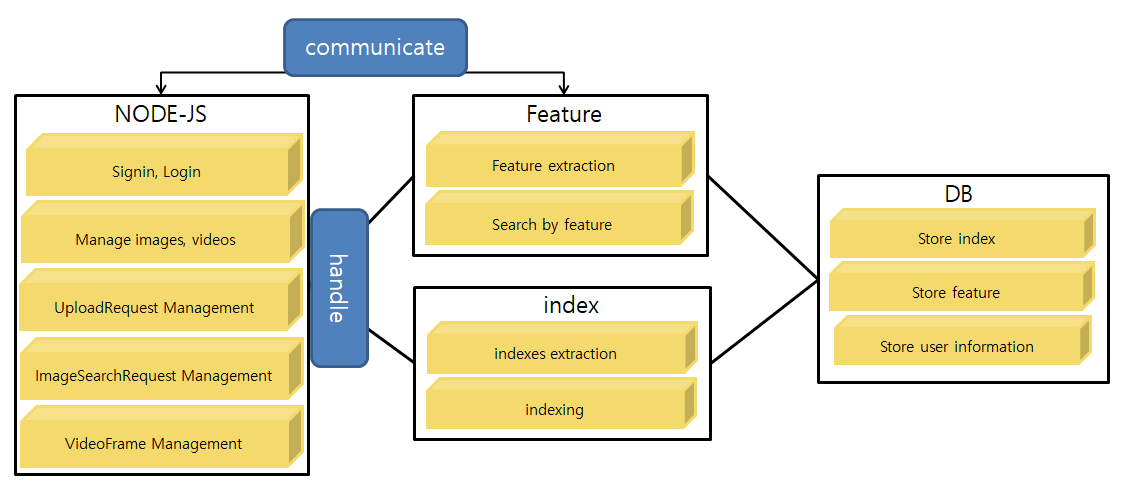 communicate
NODE-JS
Signin, Login
Manage images, videos
UploadRequest Management
ImageSearchRequest Management
VideoFrame Management
handle
Feature
Feature extraction
Search by feature
index
indexes extraction
indexing
DB
Store index
Store feature
Store user information